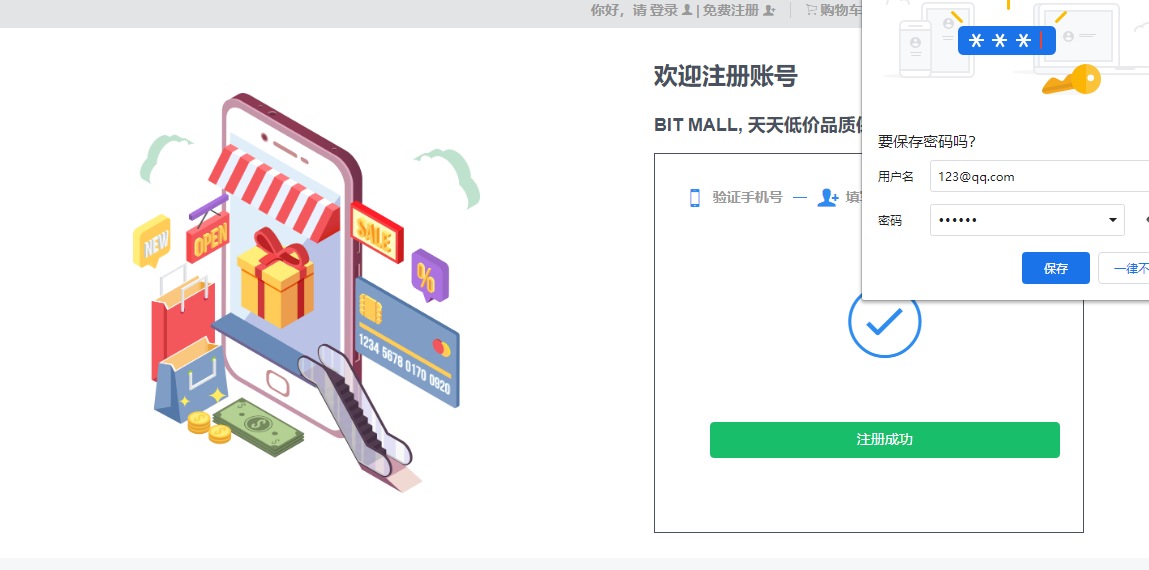 你好，请 登录 | 免费注册 | 购物车
欢迎注册账号
BIT MALL, 天天低价品质
验证手机号 — 填写
***
要保存密码吗?
用户名 123@qq.com
密码 ••••••
保存 一律不
注册成功
NEW
OPEN
SALE
%
1234 5678 0170 0920